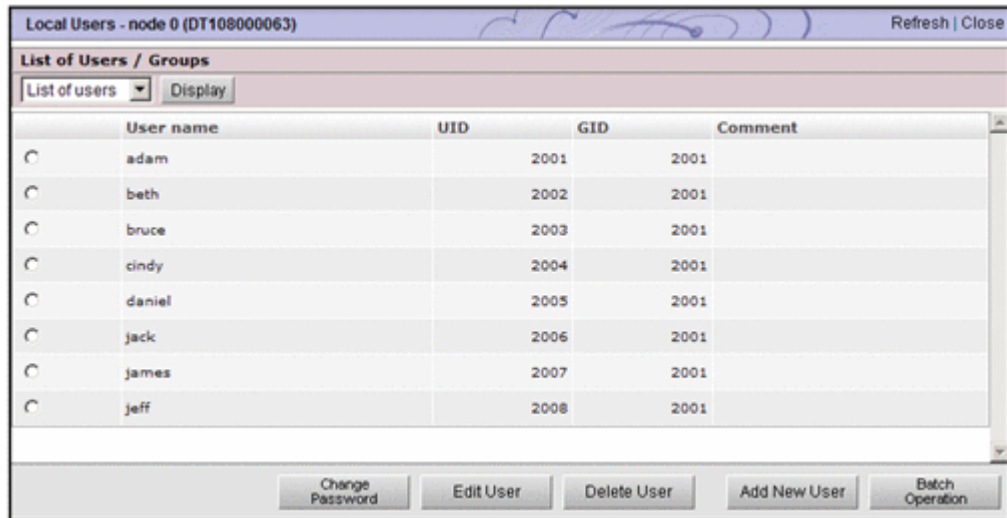 Local Users - node 0 (DT108000063) Refresh | Close
List of Users / Groups
List of users Display
User name UID GID Comment
adam 2001 2001
beth 2002 2001
bruce 2003 2001
cindy 2004 2001
daniel 2005 2001
jack 2006 2001
james 2007 2001
jeff 2008 2001
Change Password Edit User Delete User Add New User Batch Operation